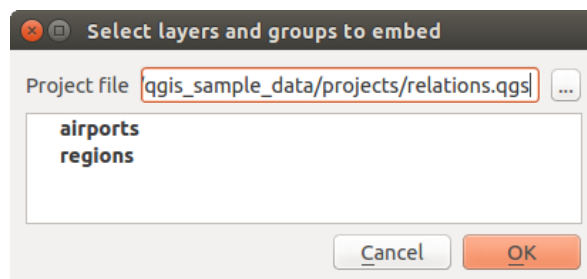 Select layers and groups to embed
Project file /qgis_sample_data/projects/relations.qgs ...
airports
regions
Cancel OK